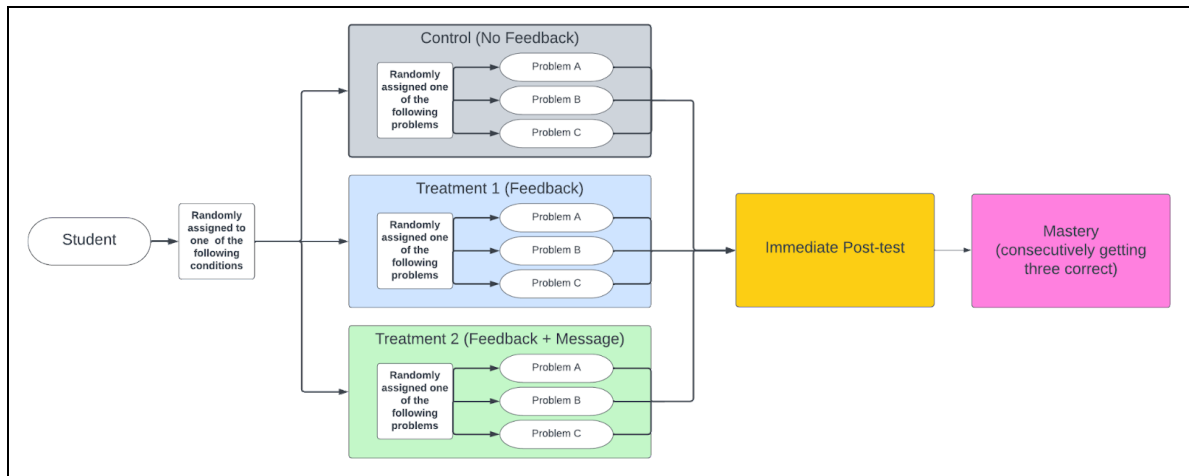 Student
Randomly
assigned to
one of the
following
conditions
Control (No Feedback)
Randomly
assigned one
of the
following
problems
Problem A
Problem B
Problem C
Treatment 1 (Feedback)
Randomly
assigned one
of the
following
problems
Problem A
Problem B
Problem C
Treatment 2 (Feedback + Message)
Randomly
assigned one
of the
following
problems
Problem A
Problem B
Problem C
Immediate Post-test
Mastery
(consecutively getting
three correct)